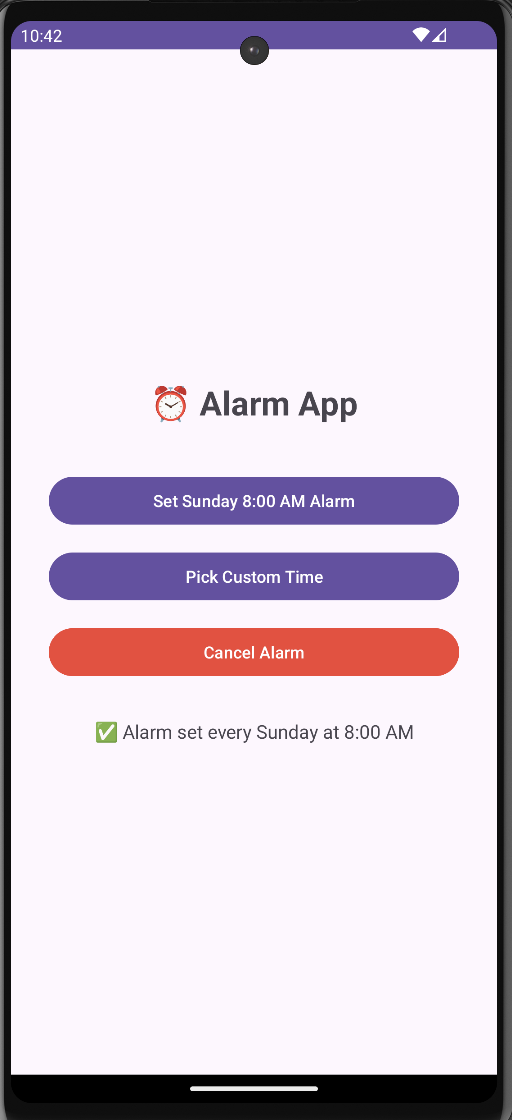 10:42
⏰ Alarm App
Set Sunday 8:00 AM Alarm
Pick Custom Time
Cancel Alarm
✅ Alarm set every Sunday at 8:00 AM